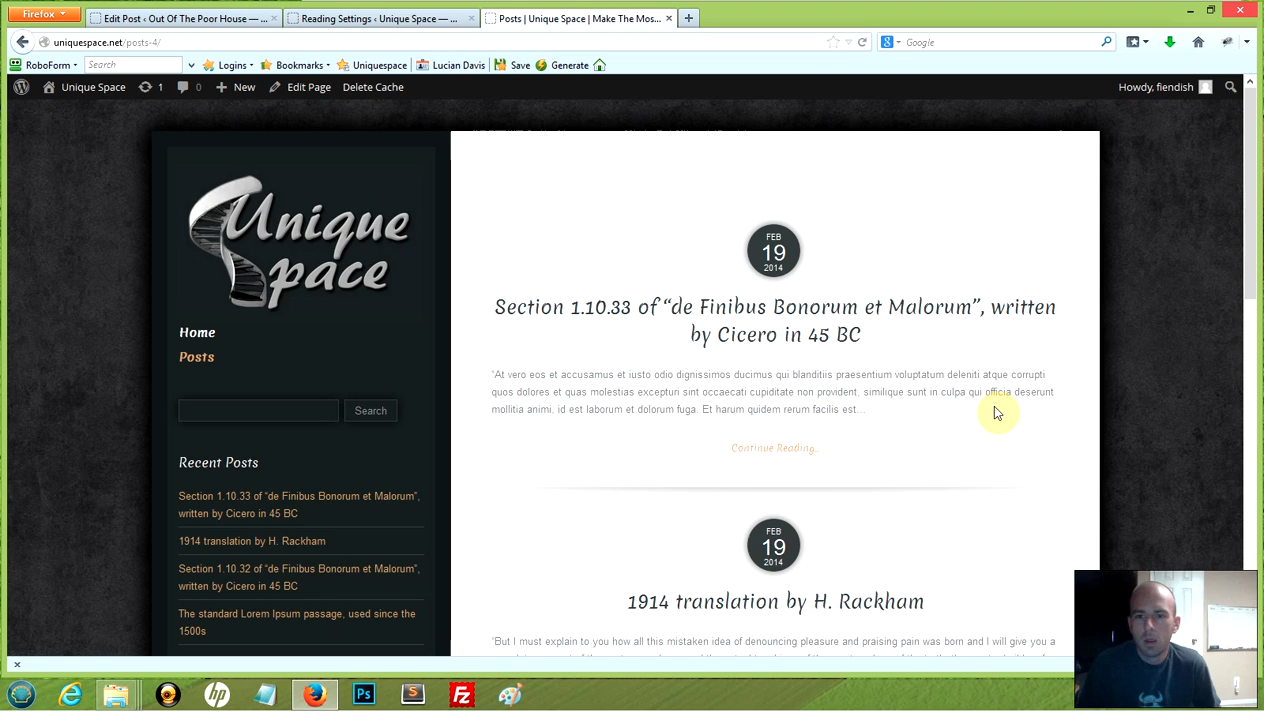 Firefox
Edit Post ‹ Out Of The Poor House — ...
Reading Settings ‹ Unique Space — ...
Posts | Unique Space | Make The Mos...
uniquespace.net/posts-4/
Google
RoboForm
Search
Logins
Bookmarks
Uniquespace
Lucian Davis
Save
Generate
Unique Space
1
0
New
Edit Page
Delete Cache
Howdy, fiendish
Unique
Space
Home
Posts
Search
Recent Posts
Section 1.10.33 of “de Finibus Bonorum et Malorum”,
written by Cicero in 45 BC
1914 translation by H. Rackham
Section 1.10.32 of “de Finibus Bonorum et Malorum”,
written by Cicero in 45 BC
The standard Lorem Ipsum passage, used since the
1500s
FEB
19
2014
Section 1.10.33 of “de Finibus Bonorum et Malorum”, written
by Cicero in 45 BC
“At vero eos et accusamus et iusto odio dignissimos ducimus qui blanditiis praesentium voluptatum deleniti atque corrupti
quos dolores et quas molestias excepturi sint occaecati cupiditate non provident, similique sunt in culpa qui officia deserunt
mollitia animi, id est laborum et dolorum fuga. Et harum quidem rerum facilis est...
Continue Reading...
FEB
19
2014
1914 translation by H. Rackham
“But I must explain to you how all this mistaken idea of denouncing pleasure and praising pain was born and I will give you a
hp
Ps
S
Fz